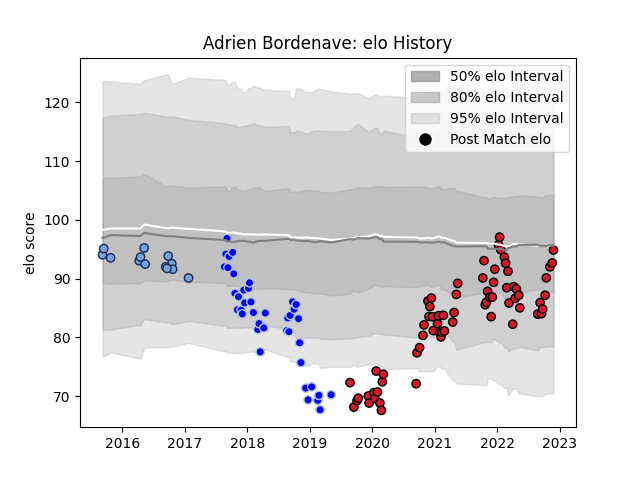 Adrien Bordenave: elo History
50% elo Interval
80% elo Interval
95% elo Interval
Post Match elo
elo score
120
110
100
90
80
70
2016 2017 2018 2019 2020 2021 2022 2023